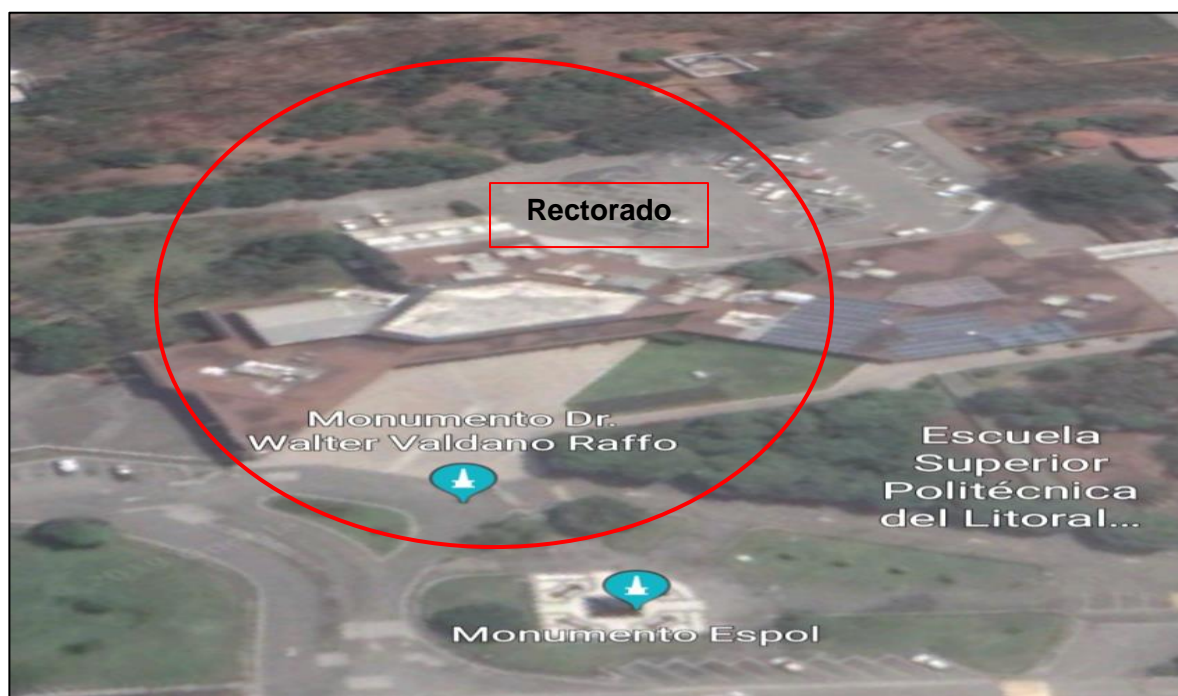 Rectorado
Monumento Dr.
Walter Valdano Raffo
Escuela
Superior
Politécnica
del Litoral...
Monumento Espol